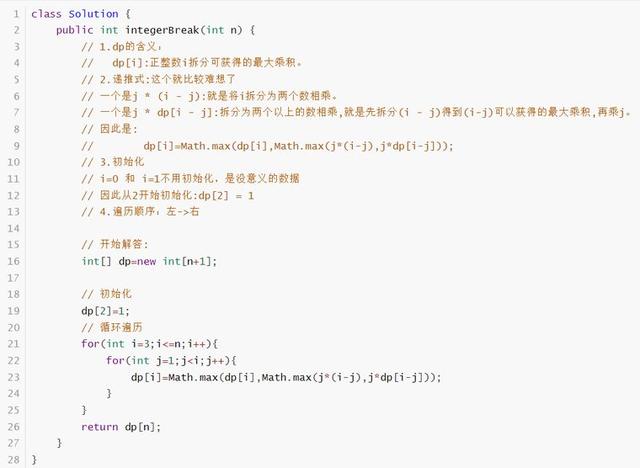 1 class Solution {
2 public int integerBreak(int n) {
3 // 1.dp的含义：
4 // dp[i]:正整数i拆分可获得的最大乘积。
5 // 2.递推式:这个就比较难想了
6 // 一个是j * (i - j):就是将i拆分为两个数相乘。
7 // 一个是j * dp[i - j]:拆分为两个以上的数相乘,就是先拆分(i - j)得到(i-j)可以获得的最大乘积,再乘j。
8 // 因此是:
9 // dp[i]=Math.max(dp[i],Math.max(j*(i-j),j*dp[i-j]));
10 // 3.初始化
11 // i=0 和 i=1不用初始化，是没意义的数据
12 // 因此从2开始初始化:dp[2] = 1
13 // 4.遍历顺序：左->右
14
15 // 开始解答:
16 int[] dp=new int[n+1];
17
18 // 初始化
19 dp[2]=1;
20 // 循环遍历
21 for(int i=3;i<=n;i++){
22 for(int j=1;j<i;j++){
23 dp[i]=Math.max(dp[i],Math.max(j*(i-j),j*dp[i-j]));
24 }
25 }
26 return dp[n];
27 }
28 }